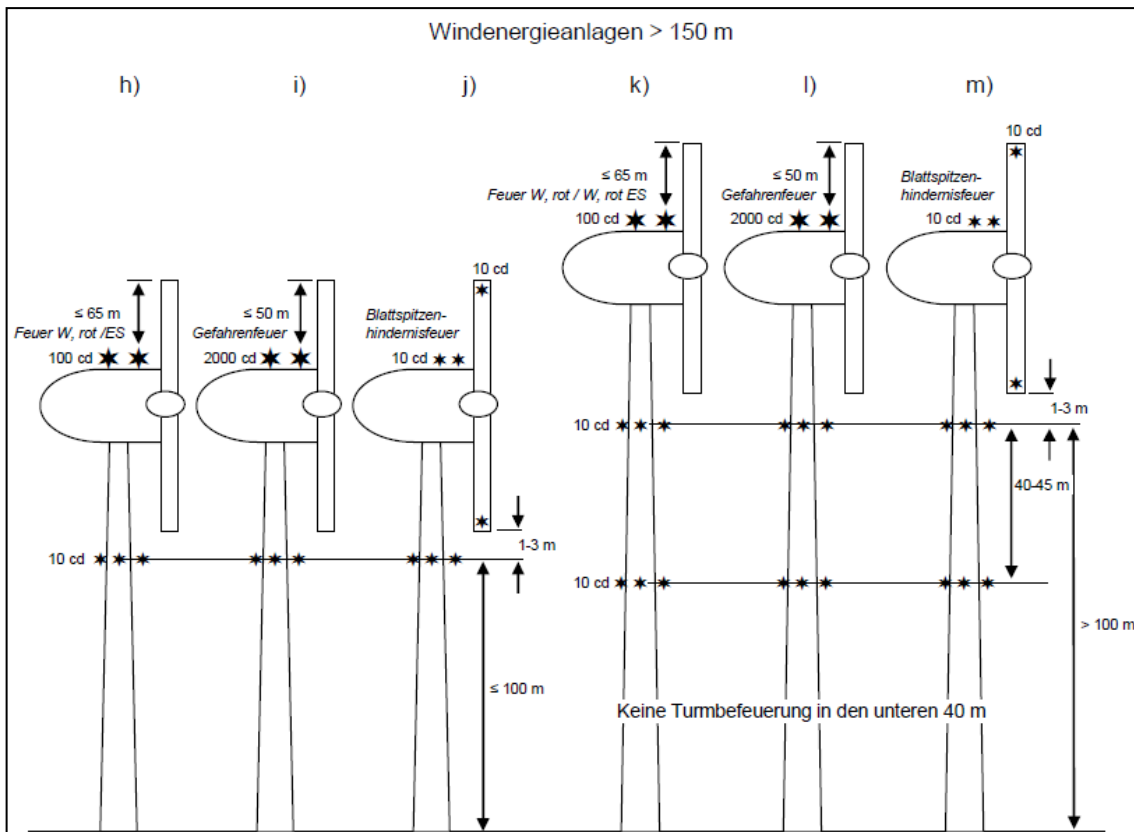 Windenergieanlagen > 150 m
h)
i)
j)
k)
l)
m)
≤ 65 m
Feuer W, rot /ES
100 cd
≤ 50 m
Gefahrenfeuer
2000 cd
10 cd
Blattspitzen-
hindernisfeuer
10 cd
1-3 m
10 cd
≤ 100 m
≤ 65 m
Feuer W, rot / W, rot ES
100 cd
≤ 50 m
Gefahrenfeuer
2000 cd
10 cd
Blattspitzen-
hindernisfeuer
10 cd
1-3 m
10 cd
40-45 m
10 cd
> 100 m
Keine Turmbefeuerung in den unteren 40 m